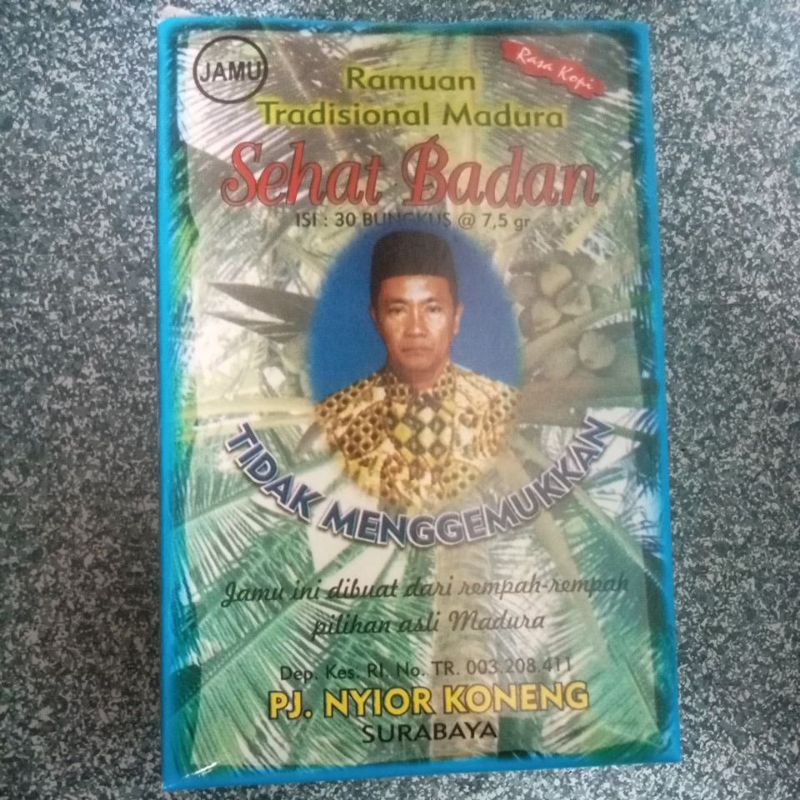 JAMU
Rasa Kopi
Ramuan
Tradisional Madura
Sehat Badan
ISI : 30 BUNGKUS @ 7,5 gr
TIDAK MENGGEMUKKAN
Jamu ini dibuat dari rempah-rempah
pilihan asli Madura
Dep. Kes. RI. No. TR. 003.208.411
PJ. NYIOR KONENG
SURABAYA